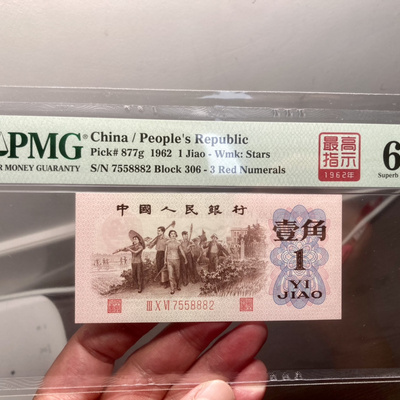 PMG®
R MONEY GUARANTY
China / People's Republic
Pick# 877g 1962 1 Jiao - Wmk: Stars
S/N 7558882 Block 306 - 3 Red Numerals
最高
指示
1962年
6
Superb
中國人民銀行
壹角
1
YI
JIAO
III X VI 7558882